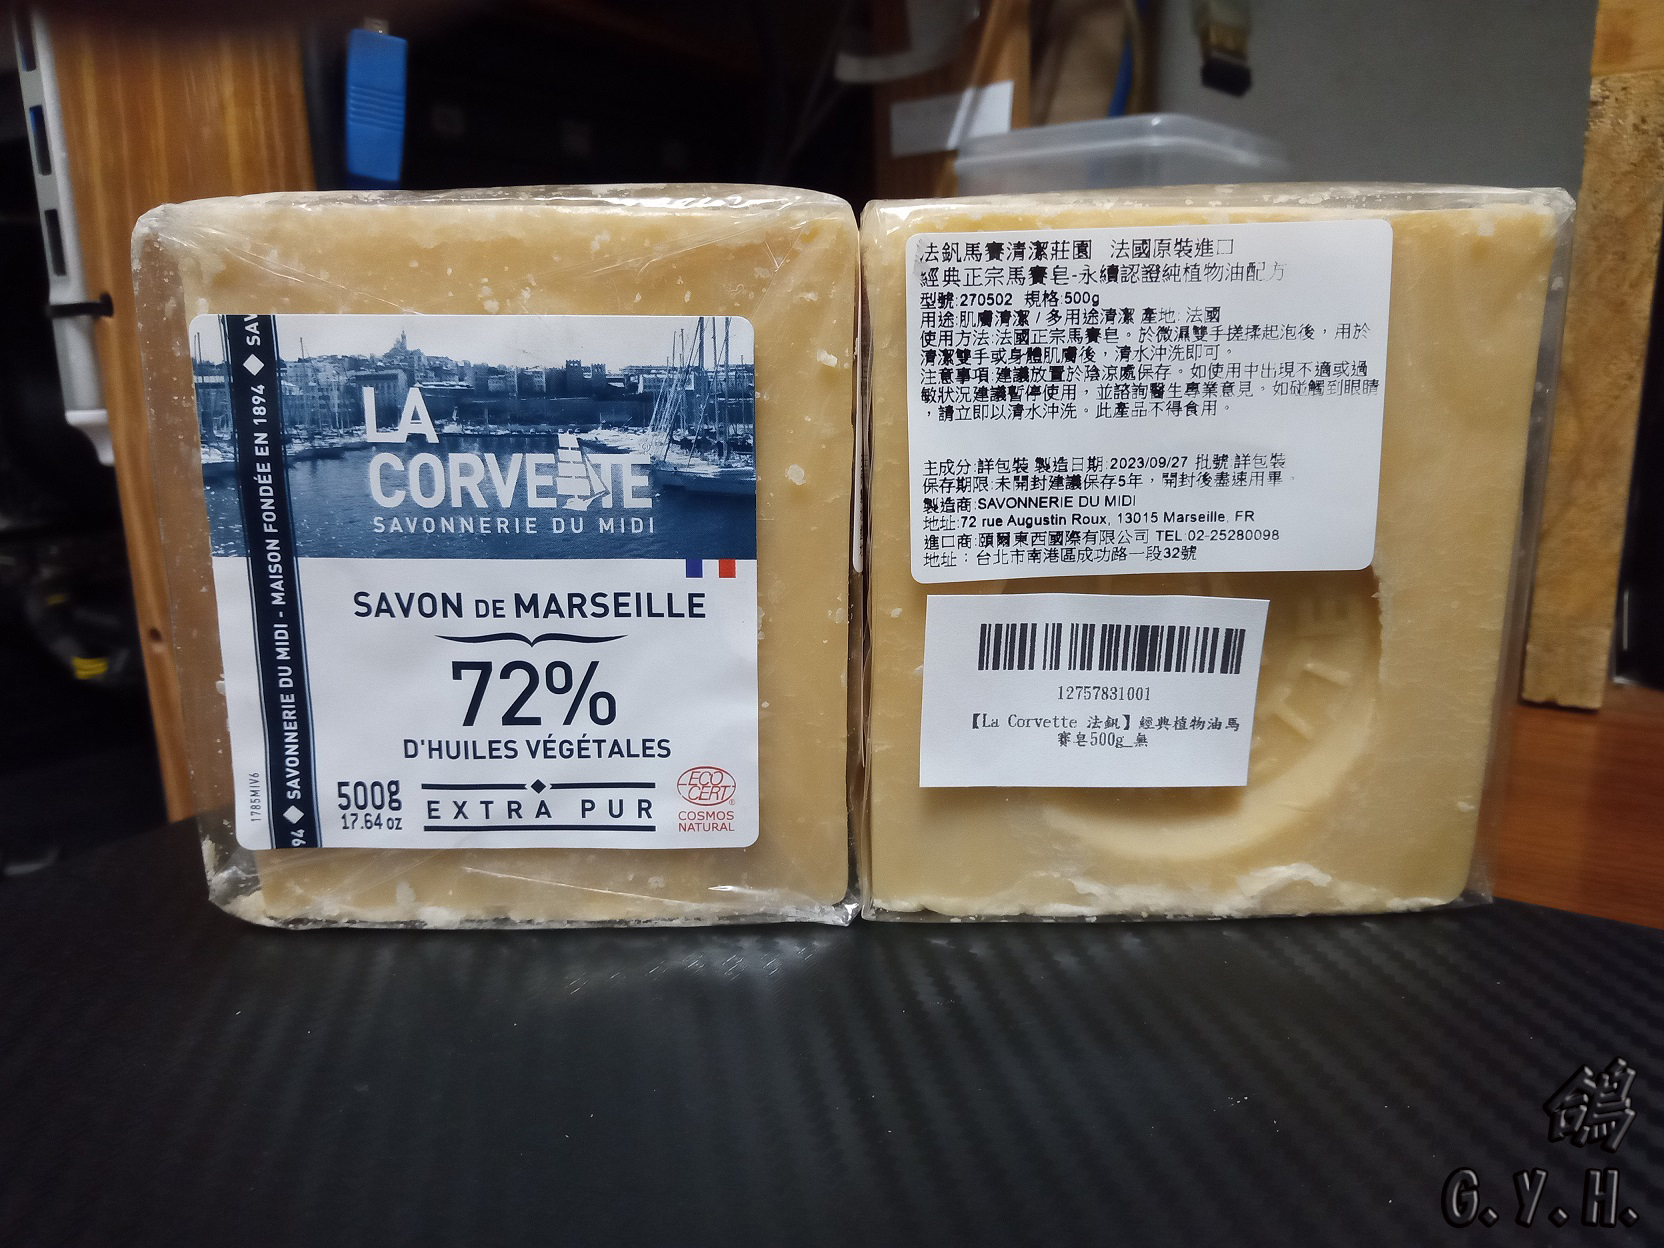 SAVONNERIE DU MIDI - MAISON FONDÉE EN 1894
SAV
94
LA
CORVETTE
SAVONNERIE DU MIDI
SAVON DE MARSEILLE
72%
D'HUILES VÉGÉTALES
500g
17.64 oz
EXTRA PUR
ECO
CERT
®
COSMOS
NATURAL
1785MIV6
法釩馬賽清潔莊園 法國原裝進口
經典正宗馬賽皂-永續認證純植物油配方
型號:270502 規格:500g
用途:肌膚清潔 / 多用途清潔 產地: 法國
使用方法:法國正宗馬賽皂。於微濕雙手搓揉起泡後，用於
清潔雙手或身體肌膚後，清水沖洗即可。
注意事項:建議放置於陰涼處保存。如使用中出現不適或過
敏狀況建議暫停使用，並諮詢醫生專業意見。如碰觸到眼睛
，請立即以清水沖洗。此產品不得食用。
主成分:詳包裝 製造日期:2023/09/27 批號 詳包裝
保存期限:未開封建議保存5年，開封後盡速用畢。
製造商:SAVONNERIE DU MIDI
地址:72 rue Augustin Roux, 13015 Marseille, FR
進口商:頤爾東西國際有限公司 TEL:02-25280098
地址：台北市南港區成功路一段32號
12757831001
【La Corvette 法釩】經典植物油馬
賽皂500g_無
鴿
G.Y.H.